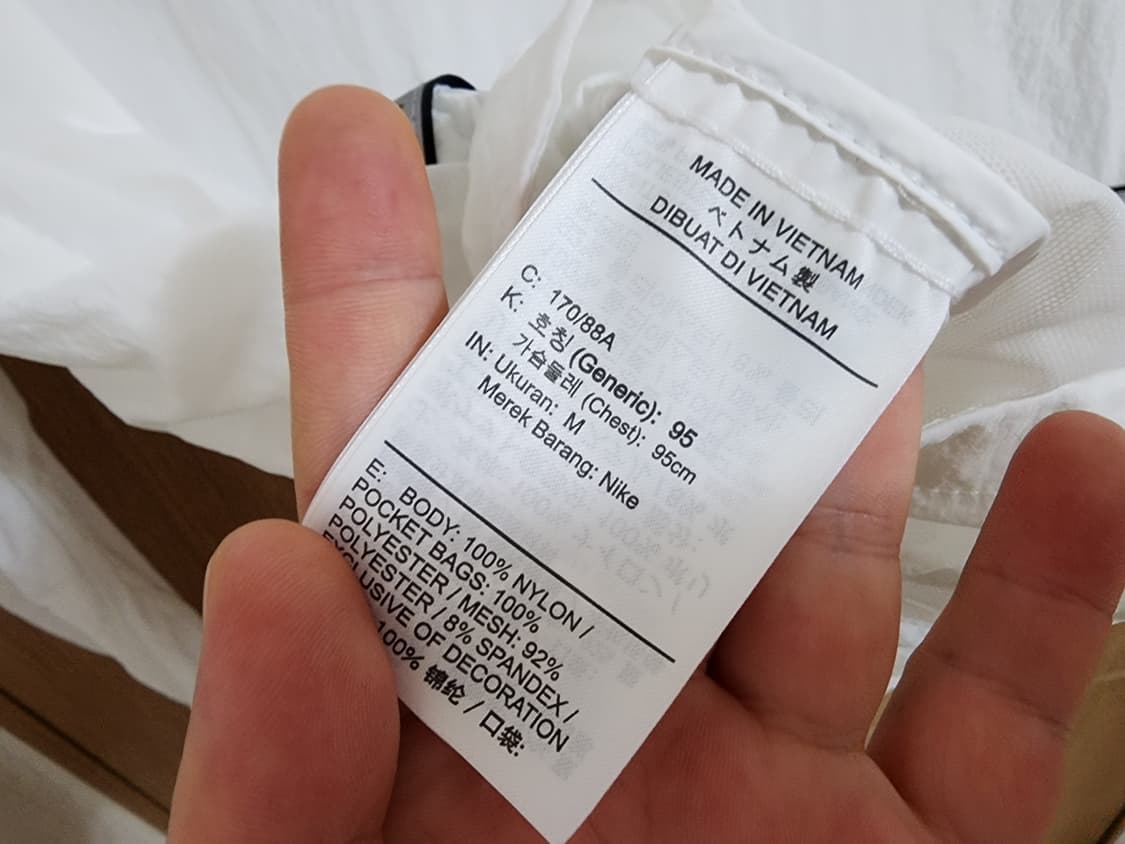 MADE IN VIETNAM
ベトナム製
DIBUAT DI VIETNAM
C: 170/88A
K: 호칭 (Generic): 95
가슴둘레 (Chest): 95cm
IN: Ukuran: M
Merek Barang: Nike
E: BODY: 100% NYLON /
POCKET BAGS: 100%
POLYESTER / MESH: 92%
POLYESTER / 8% SPANDEX /
EXCLUSIVE OF DECORATION
100% 锦纶 / 口袋: